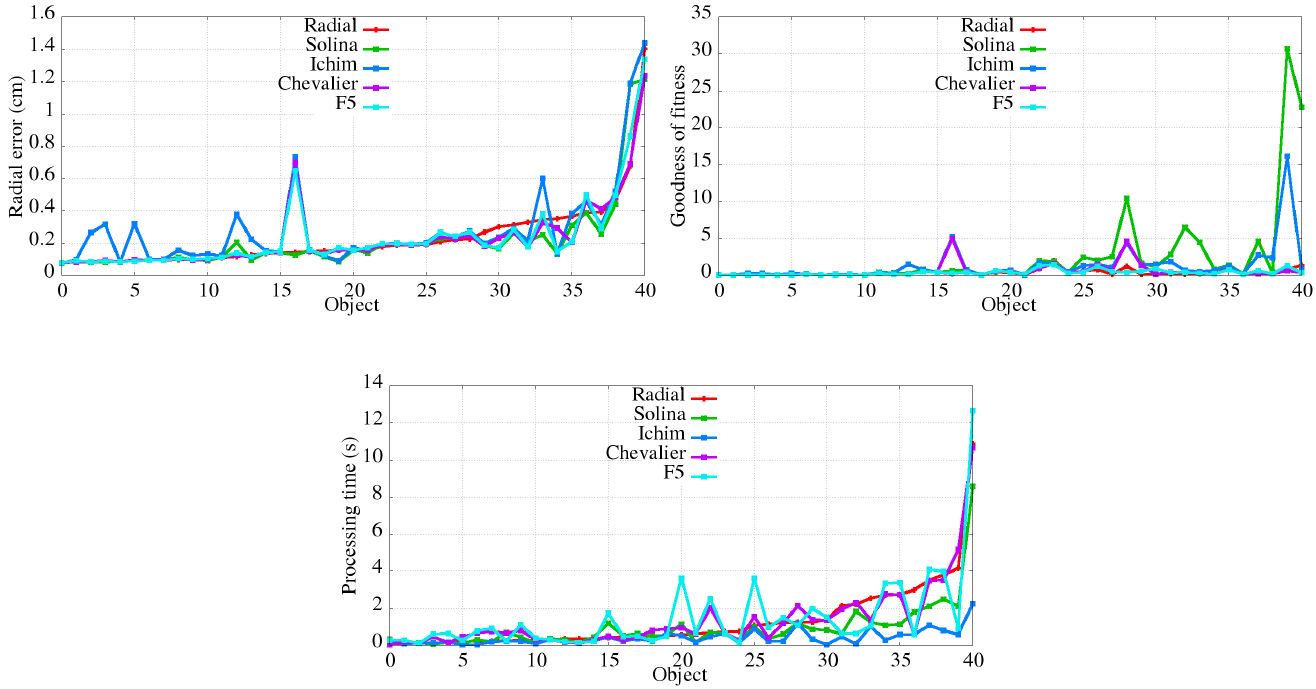 1.6
1.4
1.2
1
0.8
0.6
0.4
0.2
0
Radial error (cm)
Radial
Solina
Ichim
Chevalier
F5
0 5 10 15 20 25 30 35 40
Object
35
30
25
20
15
10
5
0
Goodness of fitness
Radial
Solina
Ichim
Chevalier
F5
0 5 10 15 20 25 30 35 40
Object
14
12
10
8
6
4
2
0
Processing time (s)
Radial
Solina
Ichim
Chevalier
F5
0 5 10 15 20 25 30 35 40
Object